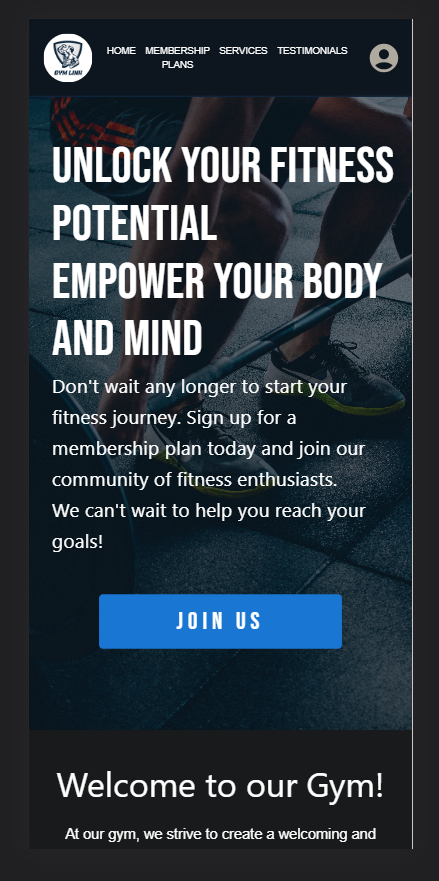 GYM LINK
HOME
MEMBERSHIP
PLANS
SERVICES
TESTIMONIALS
UNLOCK YOUR FITNESS
POTENTIAL
EMPOWER YOUR BODY
AND MIND
Don't wait any longer to start your
fitness journey. Sign up for a
membership plan today and join our
community of fitness enthusiasts.
We can't wait to help you reach your
goals!
JOIN US
Welcome to our Gym!
At our gym, we strive to create a welcoming and